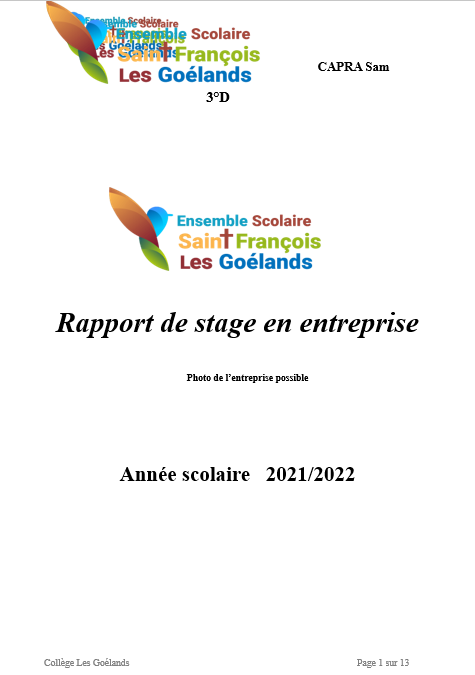 Ensemble Scolaire
Saint François
Les Goélands
CAPRA Sam
3°D
Ensemble Scolaire
Saint François
Les Goélands
Rapport de stage en entreprise
Photo de l’entreprise possible
Année scolaire 2021/2022
Collège Les Goêlands
Page 1 sur 13